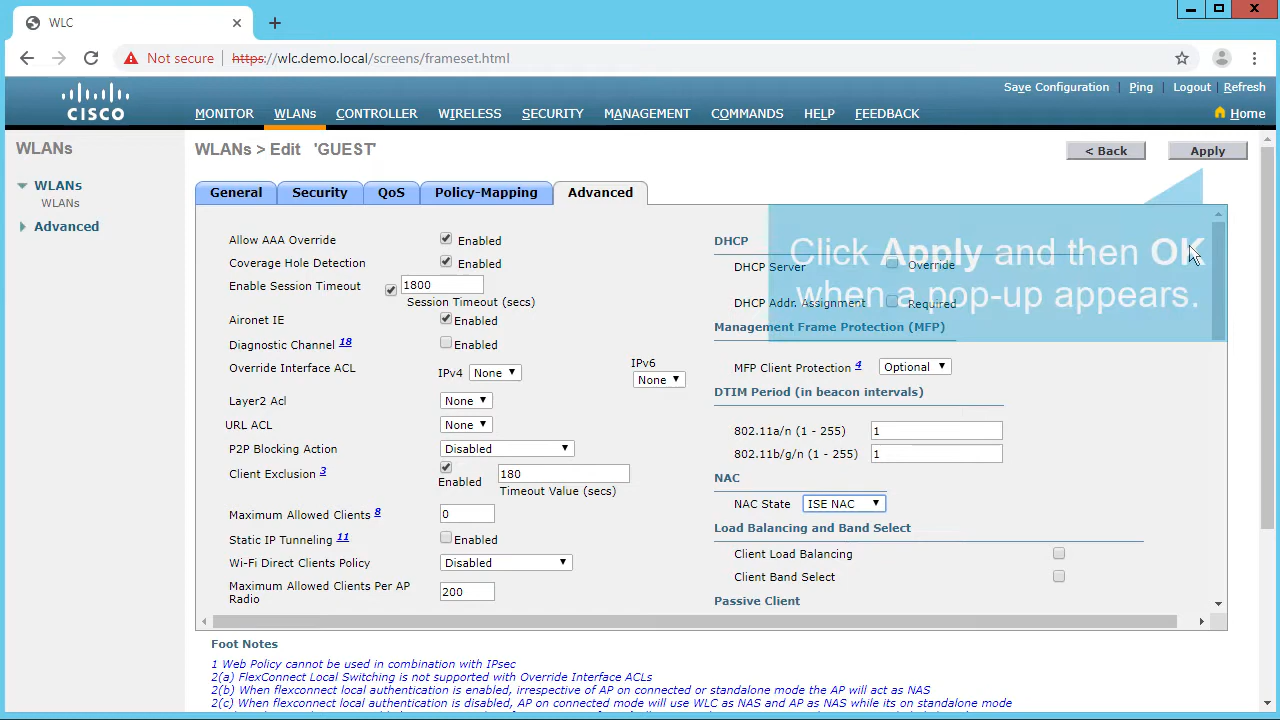 WLC
Not secure https://wlc.demo.local/screens/frameset.html
Save Configuration Ping Logout Refresh
CISCO
MONITOR WLANs CONTROLLER WIRELESS SECURITY MANAGEMENT COMMANDS HELP FEEDBACK Home
WLANs
WLANs > Edit 'GUEST'
< Back Apply
WLANs
WLANs
Advanced
General Security QoS Policy-Mapping Advanced
Allow AAA Override Enabled
Coverage Hole Detection Enabled
Enable Session Timeout 1800
Session Timeout (secs)
Aironet IE Enabled
Diagnostic Channel 18 Enabled
Override Interface ACL IPv4 None IPv6 None
Layer2 Acl None
URL ACL None
P2P Blocking Action Disabled
Client Exclusion 3 Enabled 180
Timeout Value (secs)
Maximum Allowed Clients 8 0
Static IP Tunneling 11 Enabled
Wi-Fi Direct Clients Policy Disabled
Maximum Allowed Clients Per AP
Radio 200
DHCP
DHCP Server Override
DHCP Addr. Assignment Required
Click Apply and then OK
when a pop-up appears.
Management Frame Protection (MFP)
MFP Client Protection 4 Optional
DTIM Period (in beacon intervals)
802.11a/n (1 - 255) 1
802.11b/g/n (1 - 255) 1
NAC
NAC State ISE NAC
Load Balancing and Band Select
Client Load Balancing
Client Band Select
Passive Client
Foot Notes
1 Web Policy cannot be used in combination with IPsec
2(a) FlexConnect Local Switching is not supported with Override Interface ACLs
2(b) When flexconnect local authentication is enabled, irrespective of AP on connected or standalone mode the AP will act as NAS
2(c) When flexconnect local authentication is disabled, AP on connected mode will use WLC as NAS and AP as NAS while its on standalone mode